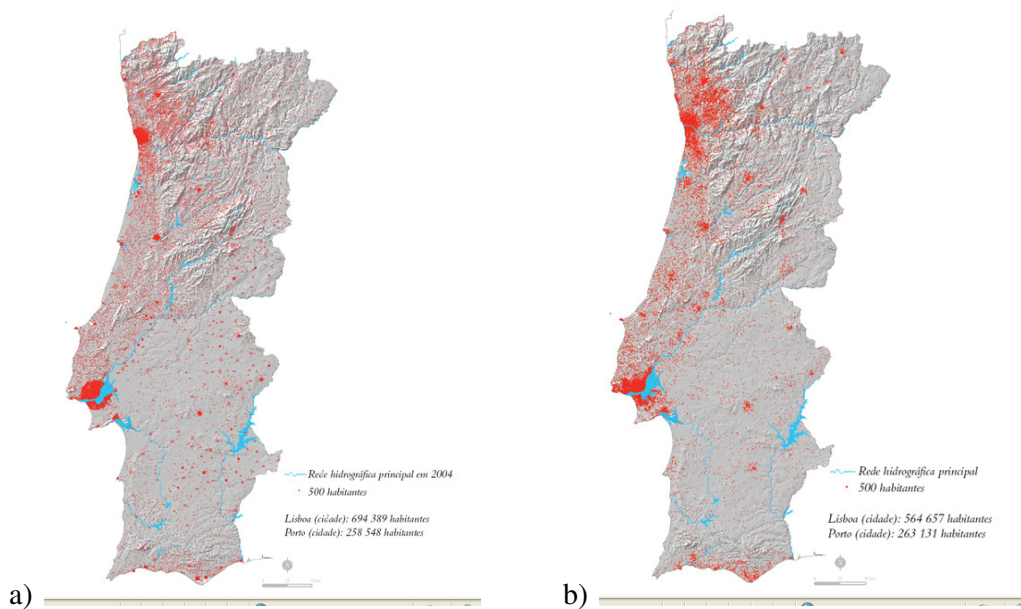 Rede hidrográfica principal em 2004
500 habitantes
Lisboa (cidade): 694 389 habitantes
Porto (cidade): 258 548 habitantes
a)
Rede hidrográfica principal
500 habitantes
Lisboa (cidade): 564 657 habitantes
Porto (cidade): 263 131 habitantes
b)